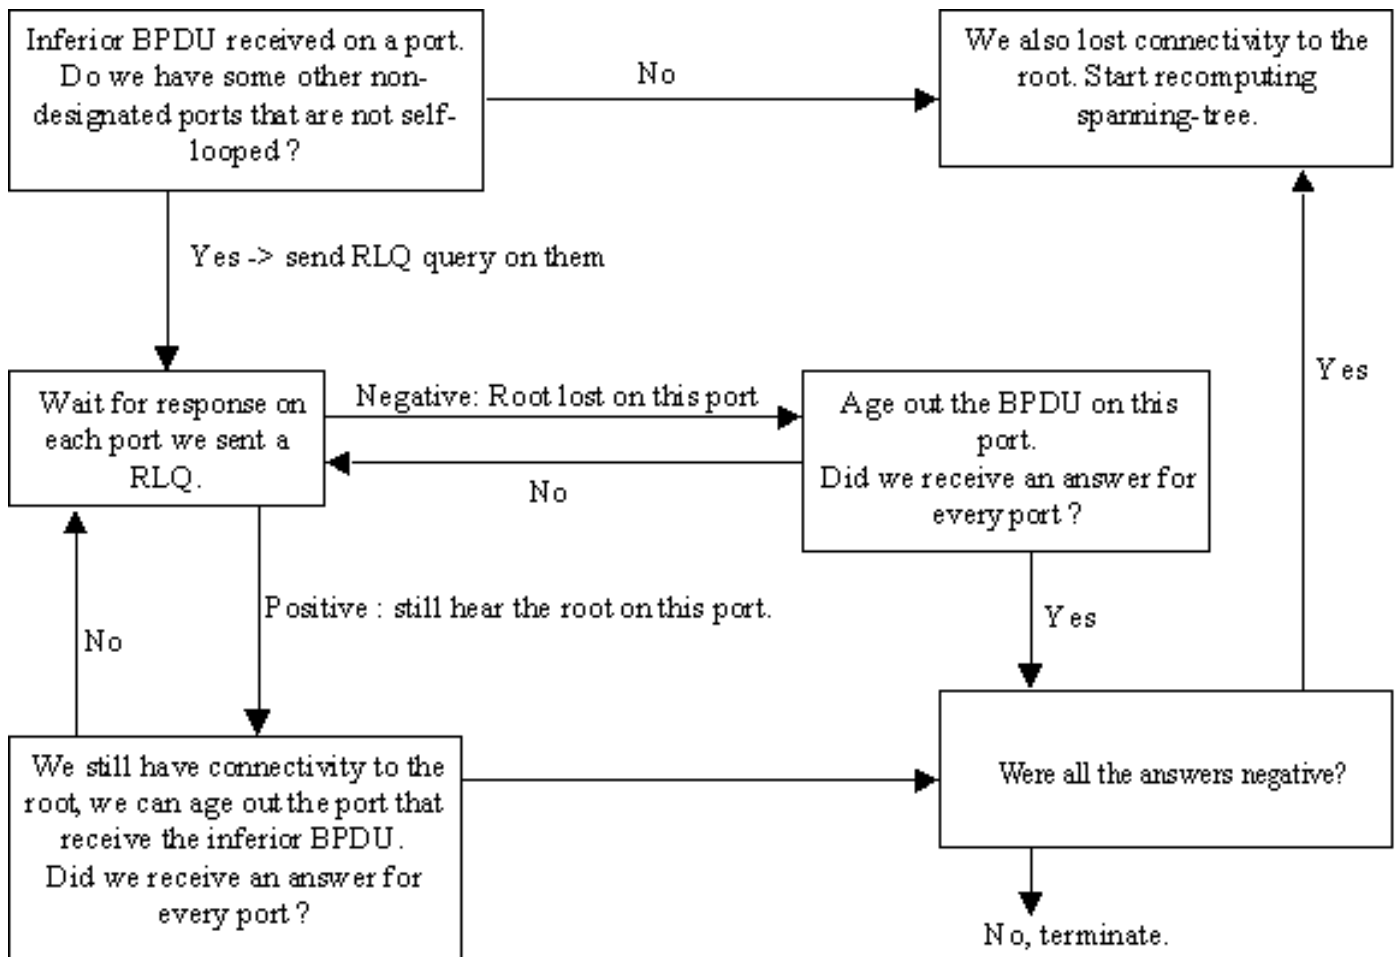 Inferior BPDU received on a port.
Do we have some other non-
designated ports that are not self-
looped ?
No
We also lost connectivity to the
root. Start recomputing
spanning-tree.
Yes -> send RLQ query on them
Yes
Wait for response on
each port we sent a
RLQ.
Negative: Root lost on this port
No
Age out the BPDU on this
port.
Did we receive an answer for
every port ?
No
Positive : still hear the root on this port.
Yes
We still have connectivity to the
root, we can age out the port that
receive the inferior BPDU.
Did we receive an answer for
every port ?
Were all the answers negative?
No, terminate.